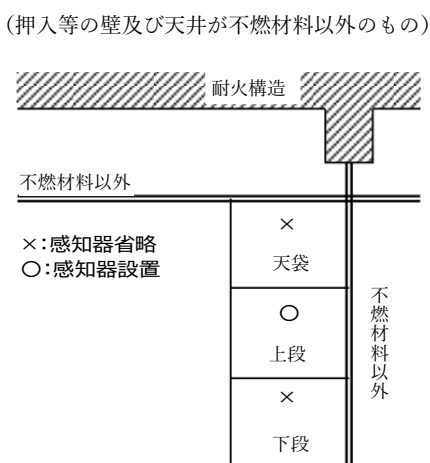 （押入等の壁及び天井が不燃材料以外のもの）
耐火構造
不燃材料以外
×：感知器省略
○：感知器設置
×
天袋
○
上段
×
下段
不燃材料以外